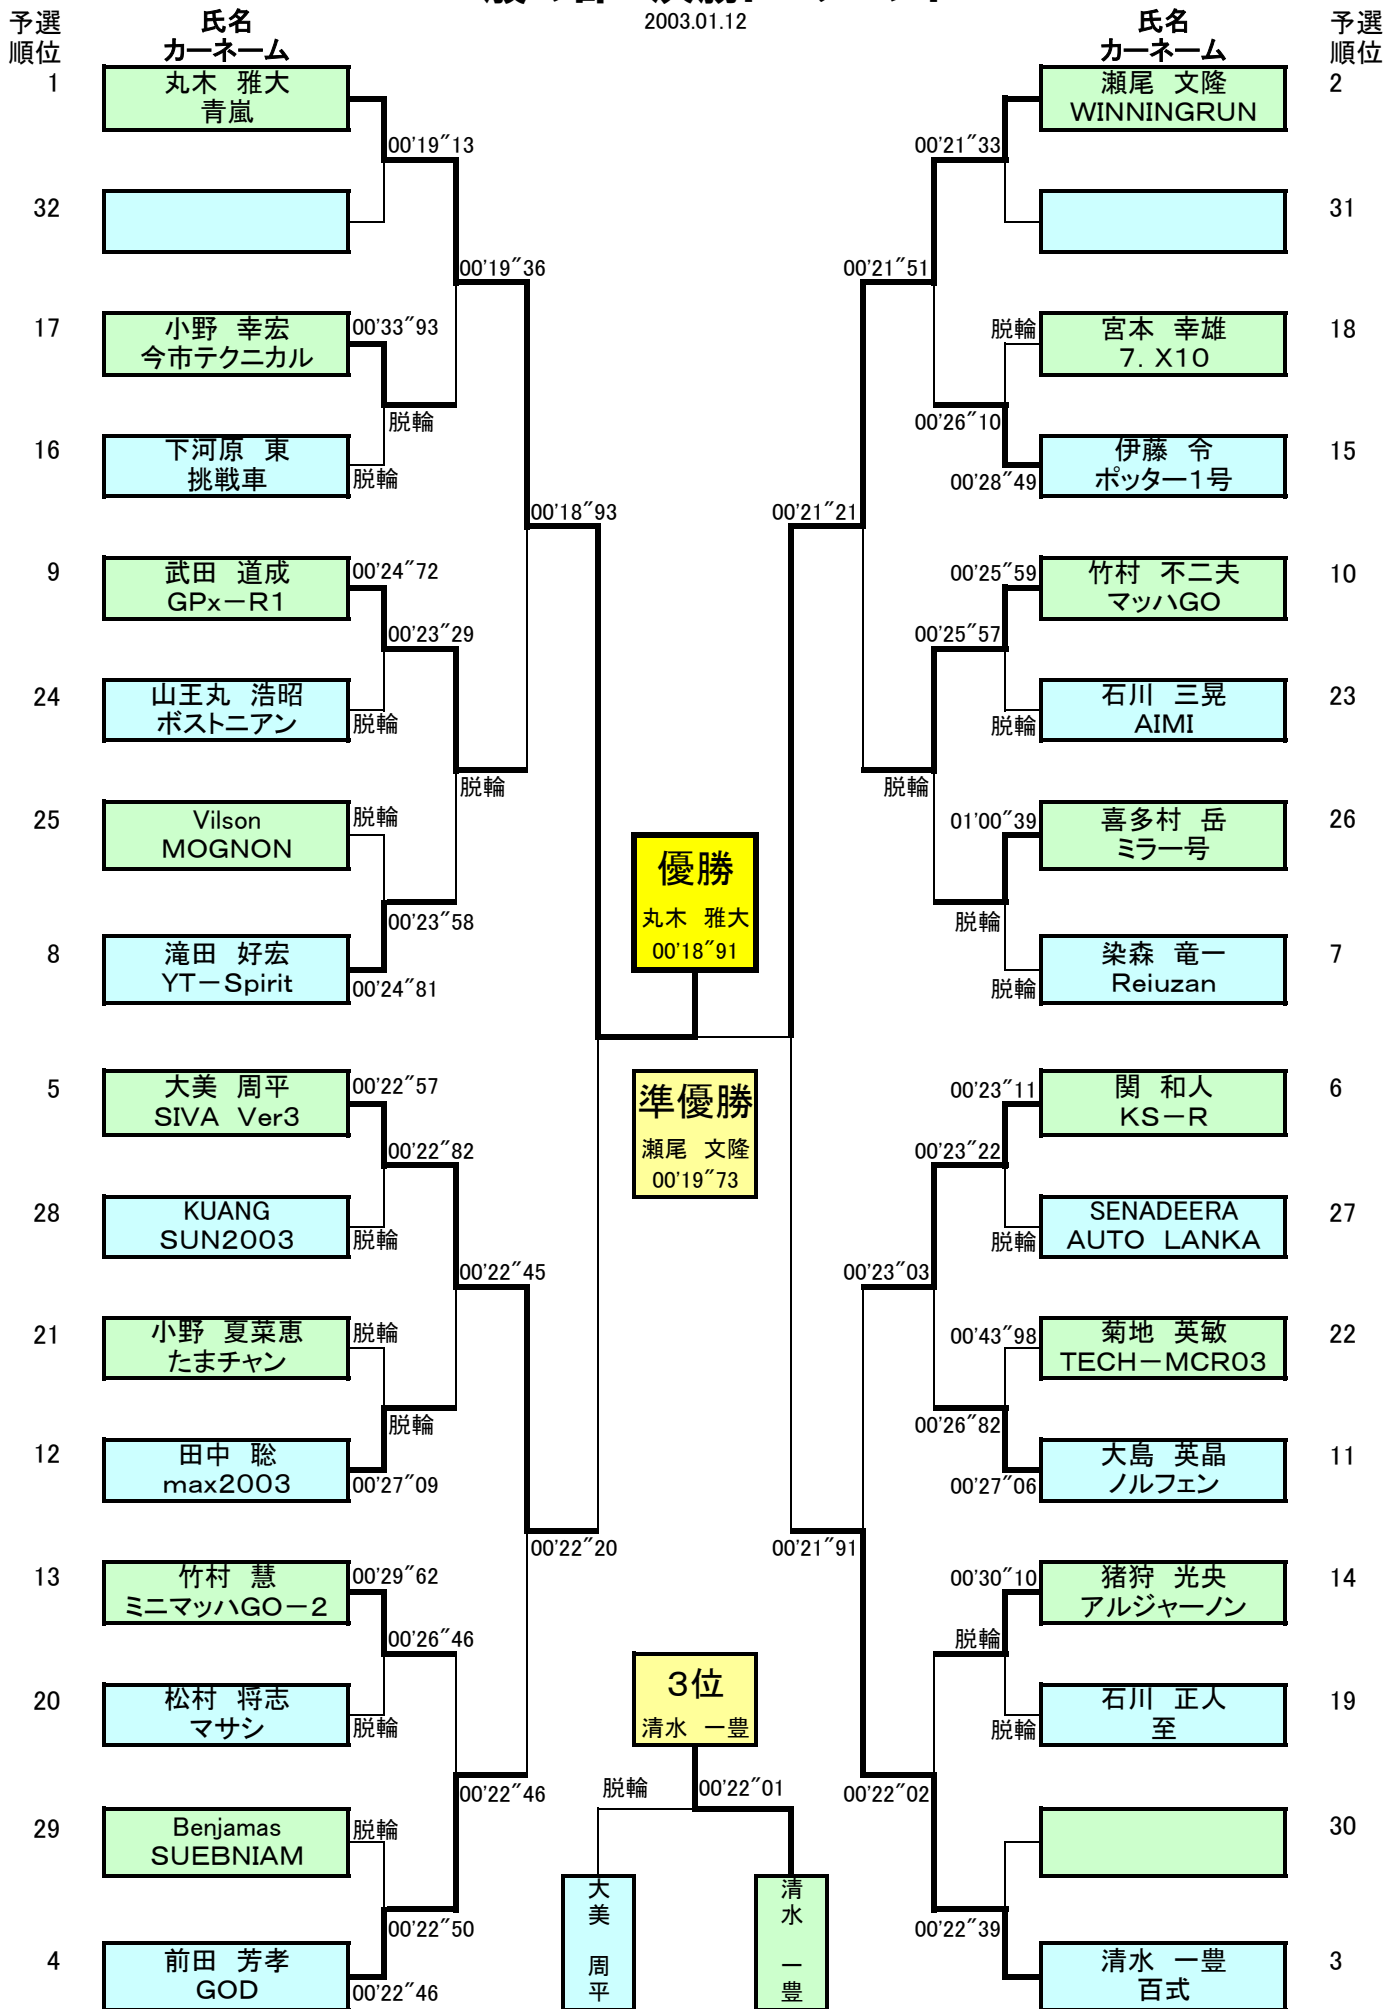 2003.01.12
予選
順位
氏名
カーネーム
氏名
カーネーム
予選
順位
1
丸木 雅大
青嵐
00'19"13
32
00'19"36
17
小野 幸宏
今市テクニカル
00'33"93
脱輪
16
下河原 東
挑戦車
脱輪
00'18"93
9
武田 道成
GPx－R1
00'24"72
00'23"29
24
山王丸 浩昭
ボストニアン
脱輪
脱輪
25
Vilson
MOGNON
脱輪
00'23"58
8
滝田 好宏
YT－Spirit
00'24"81
5
大美 周平
SIVA Ver3
00'22"57
00'22"82
28
KUANG
SUN2003
脱輪
00'22"45
21
小野 夏菜恵
たまチャン
脱輪
脱輪
12
田中 聡
max2003
00'27"09
00'22"20
13
竹村 慧
ミニマッハGO－2
00'29"62
00'26"46
20
松村 将志
マサシ
脱輪
00'22"46
29
Benjamas
SUEBNIAM
脱輪
00'22"50
4
前田 芳孝
GOD
00'22"46
優勝
丸木 雅大
00'18"91
準優勝
瀬尾 文隆
00'19"73
3位
清水 一豊
脱輪
00'22"01
大美 周平
清水 一豊
2
瀬尾 文隆
WINNINGRUN
00'21"33
31
00'21"51
18
宮本 幸雄
7．X10
脱輪
00'26"10
15
伊藤 令
ポッター1号
00'28"49
00'21"21
10
竹村 不二夫
マッハGO
00'25"59
00'25"57
23
石川 三晃
AIMI
脱輪
脱輪
26
喜多村 岳
ミラー号
01'00"39
脱輪
7
染森 竜一
Reiuzan
脱輪
6
関 和人
KS－R
00'23"11
00'23"22
27
SENADEERA
AUTO LANKA
脱輪
00'23"03
22
菊地 英敏
TECH－MCR03
00'43"98
00'26"82
11
大島 英晶
ノルフェン
00'27"06
00'21"91
14
猪狩 光央
アルジャーノン
00'30"10
脱輪
19
石川 正人
至
脱輪
00'22"02
30
00'22"39
3
清水 一豊
百式